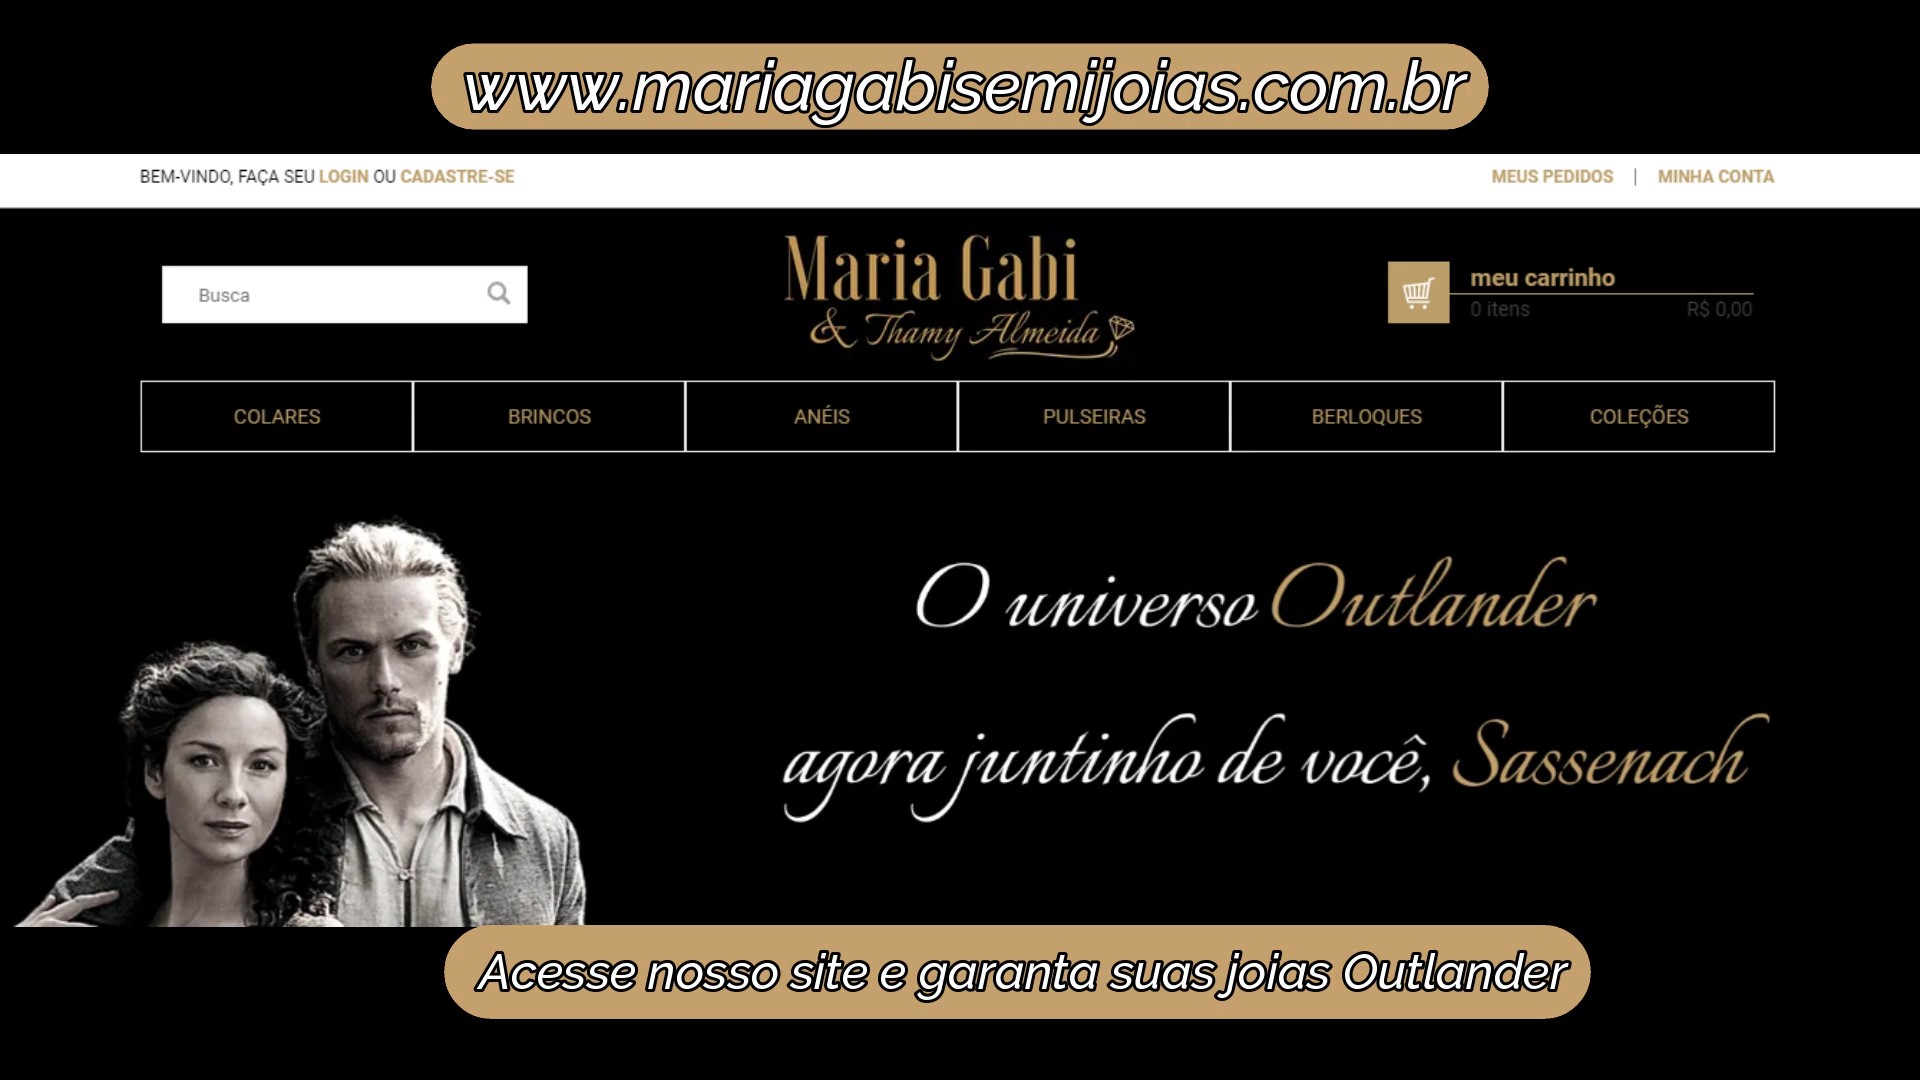 www.mariagabisemijoias.com.br
BEM-VINDO, FAÇA SEU LOGIN OU CADASTRE-SE
MEUS PEDIDOS | MINHA CONTA
Busca
Maria Gabi
& Thamy Almeida
meu carrinho
0 itens R$ 0,00
COLARES BRINCOS ANÉIS PULSEIRAS BERLOQUES COLEÇÕES
O universo Outlander
agora juntinho de você, Sassenach
Acesse nosso site e garanta suas joias Outlander